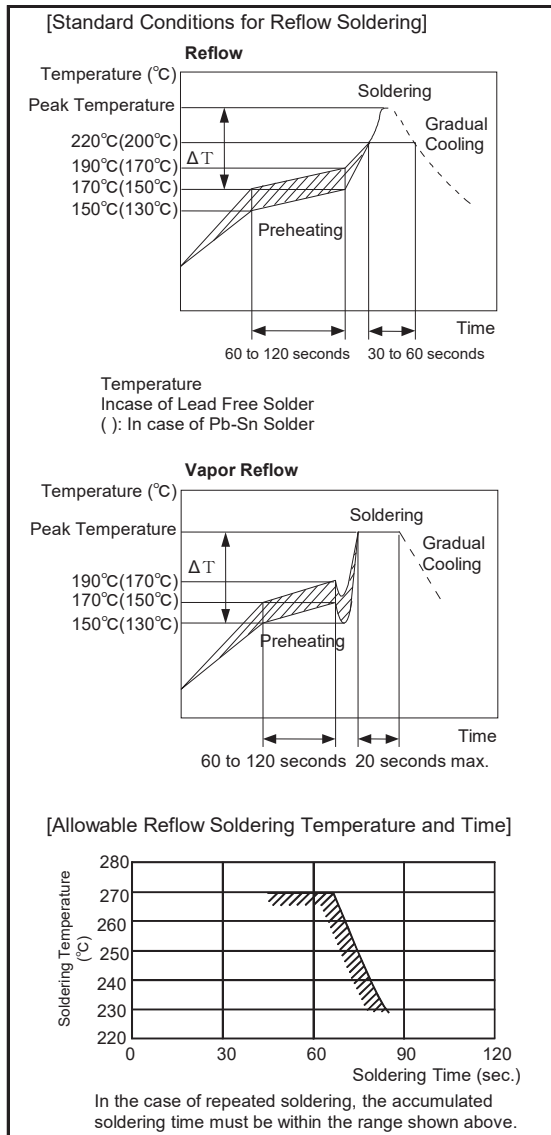 [Standard Conditions for Reflow Soldering]
Reflow
Temperature (℃)
Peak Temperature
220℃(200℃)
190℃(170℃)
170℃(150℃)
150℃(130℃)
ΔT
Soldering
Gradual
Cooling
Preheating
Time
60 to 120 seconds
30 to 60 seconds
Temperature
Incase of Lead Free Solder
( ): In case of Pb-Sn Solder
Vapor Reflow
Temperature (℃)
Peak Temperature
190℃(170℃)
170℃(150℃)
150℃(130℃)
ΔT
Soldering
Gradual
Cooling
Preheating
Time
60 to 120 seconds
20 seconds max.
[Allowable Reflow Soldering Temperature and Time]
Soldering Temperature
(℃)
280
270
260
250
240
230
220
0 30 60 90 120
Soldering Time (sec.)
In the case of repeated soldering, the accumulated
soldering time must be within the range shown above.